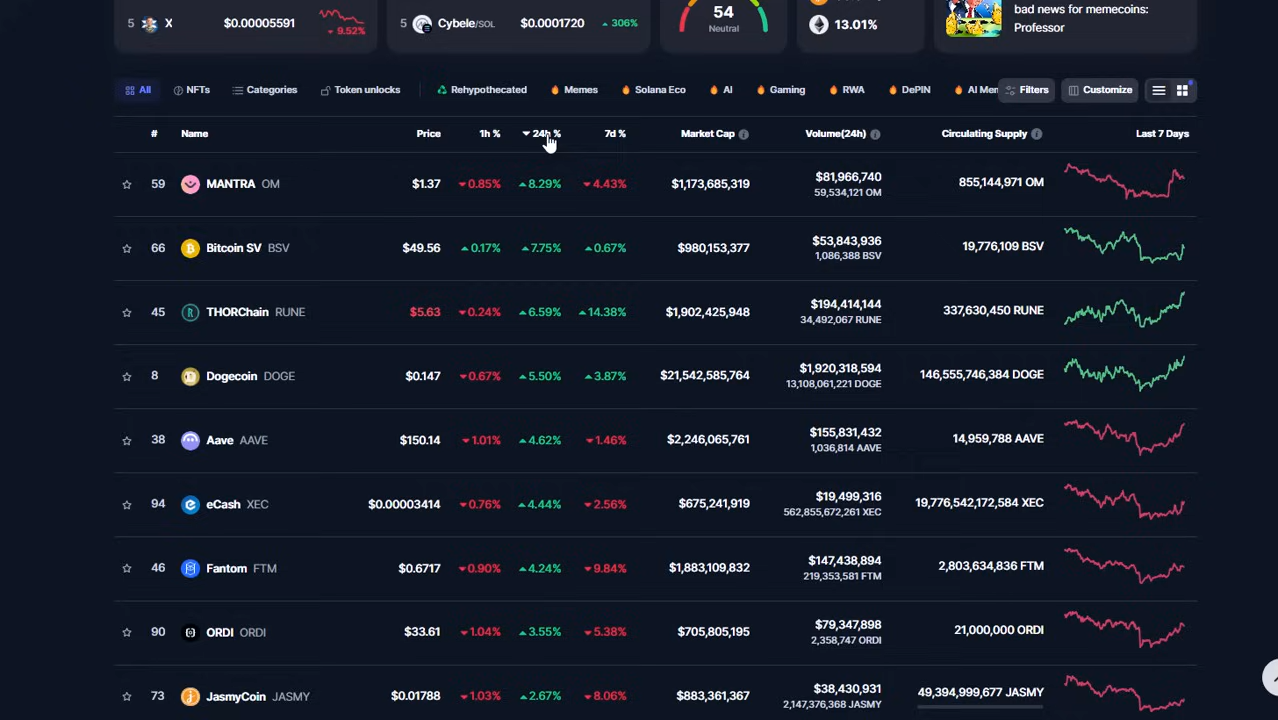 5 X $0.00005591 9.52%
5 Cybele/SOL $0.0001720 306%
54
Neutral
13.01%
bad news for memecoins:
Professor
All NFTs Categories Token unlocks Rehypothecated Memes Solana Eco AI Gaming RWA DePIN AI Mem Filters Customize
# Name Price 1h % 24h % 7d % Market Cap Volume(24h) Circulating Supply Last 7 Days
59 MANTRA OM $1.37 0.85% 8.29% 4.43% $1,173,685,319 $81,966,740 855,144,971 OM
59,534,121 OM
66 Bitcoin SV BSV $49.56 0.17% 7.75% 0.67% $980,153,377 $53,843,936 19,776,109 BSV
1,086,388 BSV
45 THORChain RUNE $5.63 0.24% 6.59% 14.38% $1,902,425,948 $194,414,144 337,630,450 RUNE
34,492,067 RUNE
8 Dogecoin DOGE $0.147 0.67% 5.50% 3.87% $21,542,585,764 $1,920,318,594 146,555,746,384 DOGE
13,108,061,221 DOGE
38 Aave AAVE $150.14 1.01% 4.62% 1.46% $2,246,065,761 $155,831,432 14,959,788 AAVE
1,036,814 AAVE
94 eCash XEC $0.00003414 0.76% 4.44% 2.56% $675,241,919 $19,499,316 19,776,542,172,584 XEC
562,855,672,261 XEC
46 Fantom FTM $0.6717 0.90% 4.24% 9.84% $1,883,109,832 $147,438,894 2,803,634,836 FTM
219,353,581 FTM
90 ORDI ORDI $33.61 1.04% 3.55% 5.38% $705,805,195 $79,347,898 21,000,000 ORDI
2,358,747 ORDI
73 JasmyCoin JASMY $0.01788 1.03% 2.67% 8.06% $883,361,367 $38,430,931 49,394,999,677 JASMY
2,147,376,368 JASMY